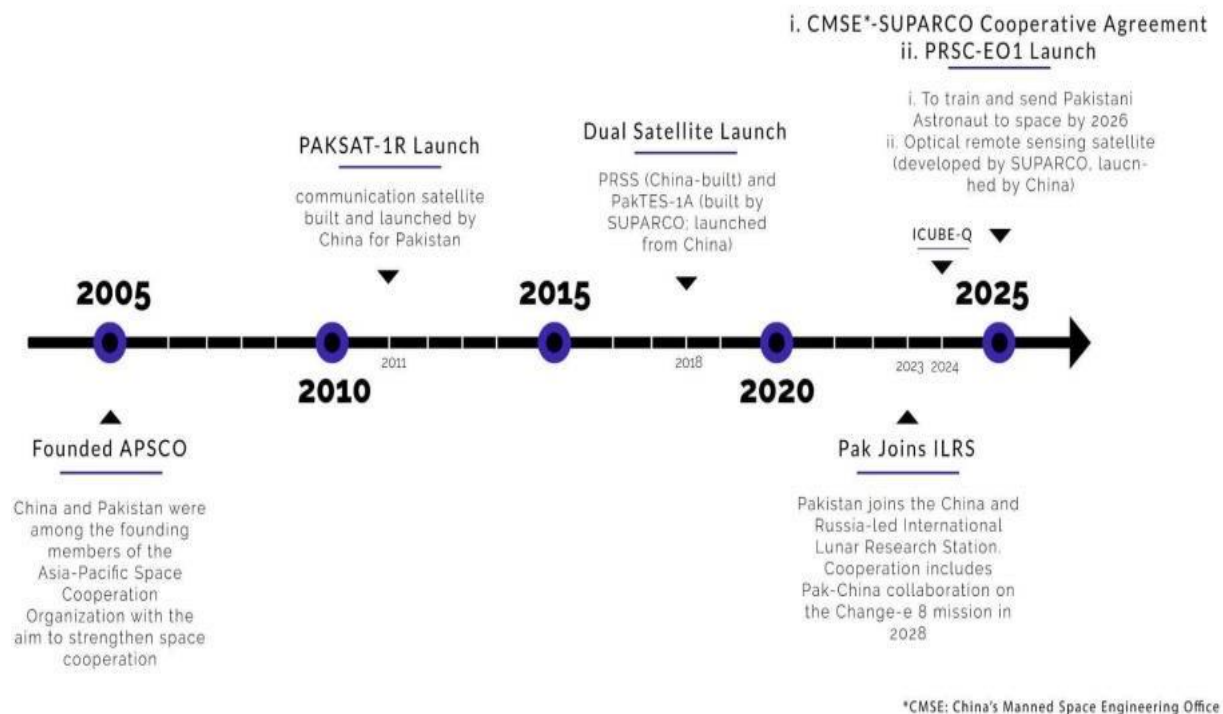 i. CMSE*-SUPARCO Cooperative Agreement
ii. PRSC-EO1 Launch
i. To train and send Pakistani
Astronaut to space by 2026
ii. Optical remote sensing satellite
(developed by SUPARCO, laucn-
hed by China)
PAKSAT-1R Launch
communication satellite
built and launched by
China for Pakistan
Dual Satellite Launch
PRSS (China-built) and
PakTES-1A (built by
SUPARCO; launched
from China)
ICUBE-Q
2005
2015
2025
2011
2018
2023 2024
2010
2020
Founded APSCO
China and Pakistan were
among the founding
members of the
Asia-Pacific Space
Cooperation
Organization with the
aim to strengthen space
cooperation
Pak Joins ILRS
Pakistan joins the China and
Russia-led International
Lunar Research Station.
Cooperation includes
Pak-China collaboration on
the Change-e 8 mission in
2028
*CMSE: China's Manned Space Engineering Office